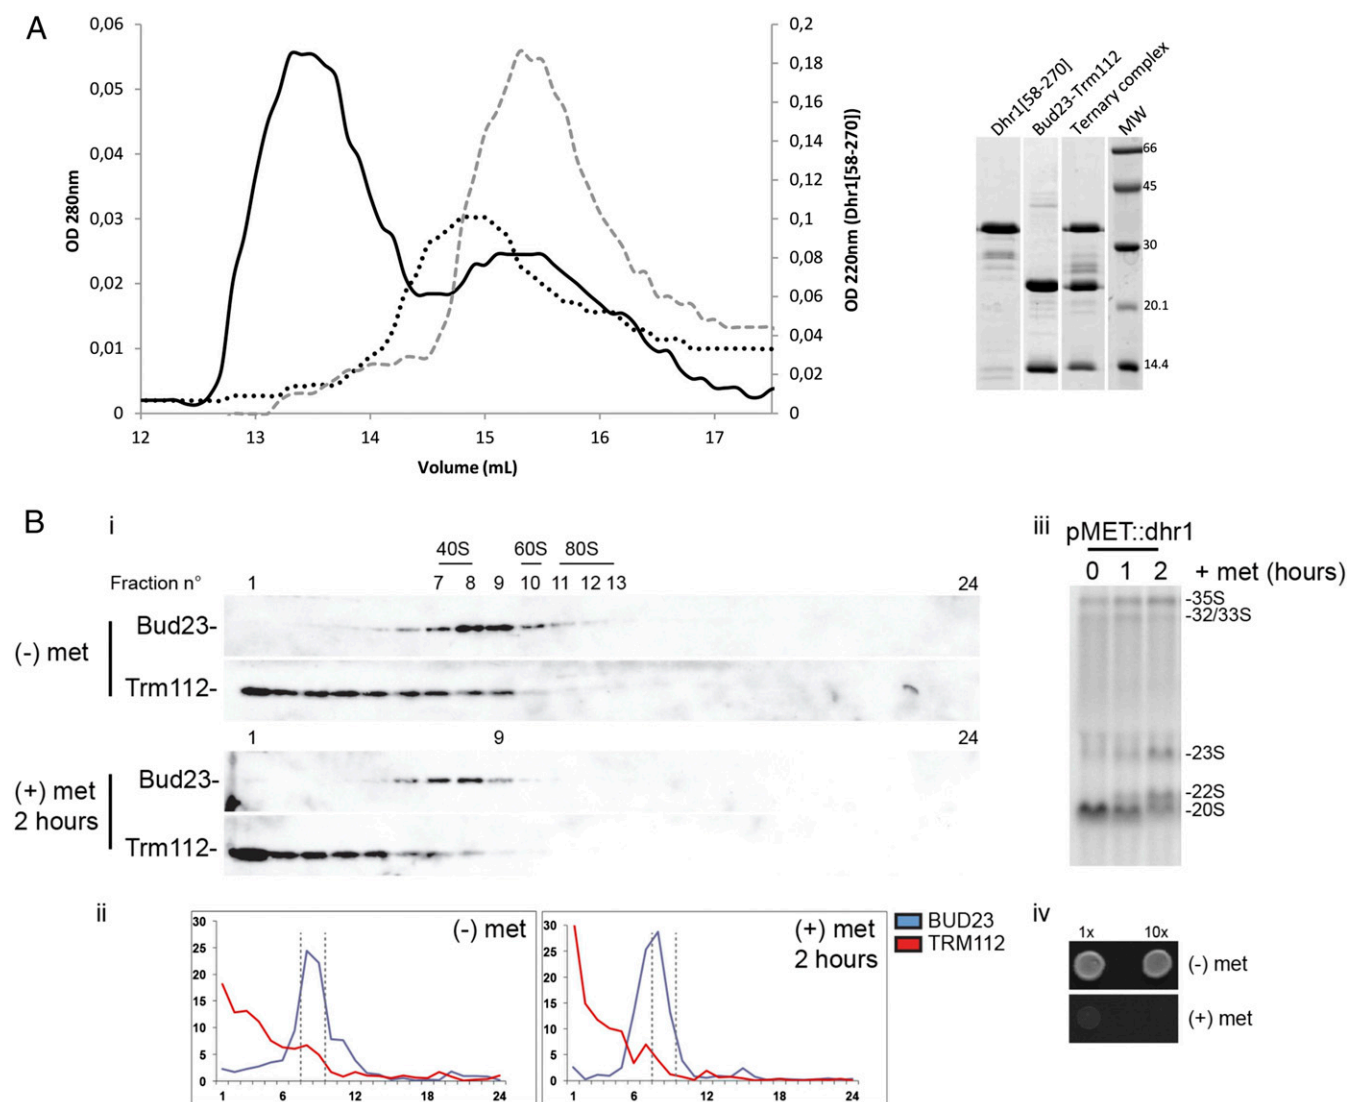 A
0,06
0,05
0,04
0,03
0,02
0,01
0
OD 280nm
12 13 14 15 16 17
Volume (mL)
0,2
0,18
0,16
0,14
0,12
0,1
0,08
0,06
0,04
0,02
0
OD 220nm (Dhr1[58-270])
Dhr1[58-270]
Bud23-Trm112
Ternary complex
MW
66
45
30
20.1
14.4
B
i
40S 60S 80S
Fraction n° 1 7 8 9 10 11 12 13 24
(-) met
Bud23-
Trm112-
1 9 24
(+) met
2 hours
Bud23-
Trm112-
ii
30
25
20
15
10
5
0
1 6 12 18 24
(-) met
30
25
20
15
10
5
0
1 6 12 18 24
(+) met
2 hours
BUD23
TRM112
iii
pMET::dhr1
0 1 2 + met (hours)
-35S
-32/33S
-23S
-22S
-20S
iv
1x 10x
(-) met
(+) met